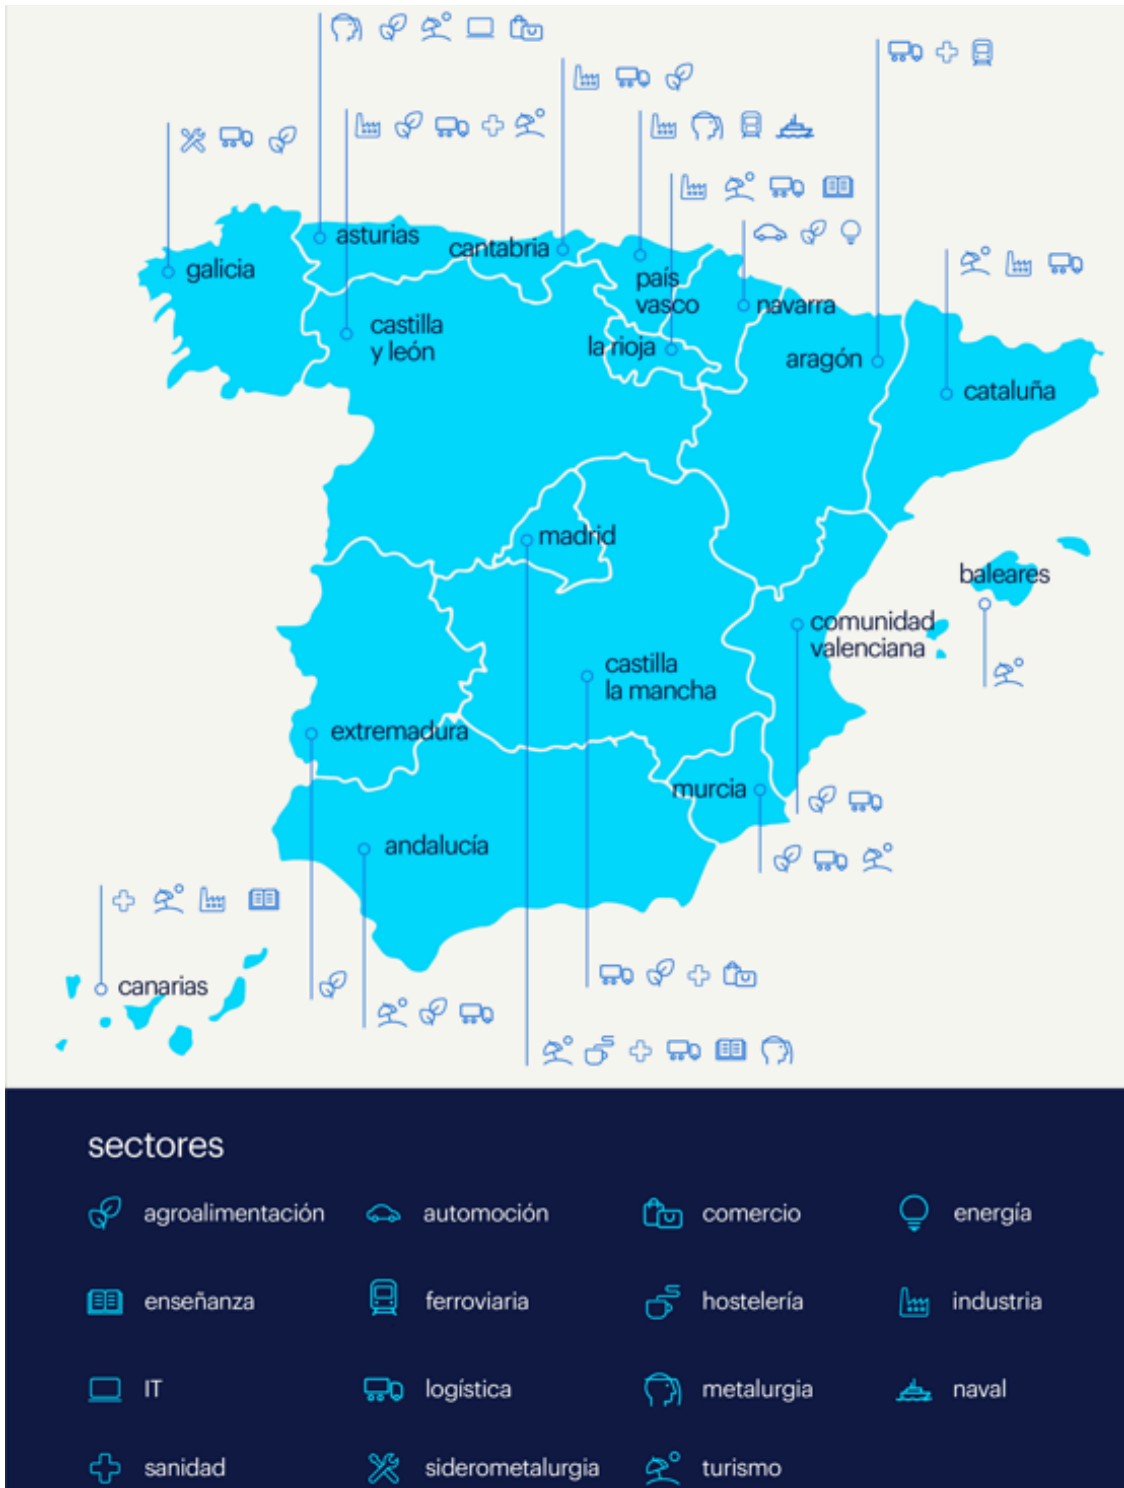 asturias
cantabria
galicia
país
vasco
navarra
castilla
y león
la rioja
aragón
cataluña
madrid
baleares
comunidad
valenciana
castilla
la mancha
extremadura
murcia
andalucía
canarias
sectores
agroalimentación
automoción
comercio
energía
enseñanza
ferroviaria
hostelería
industria
IT
logística
metalurgia
naval
sanidad
siderometalurgia
turismo